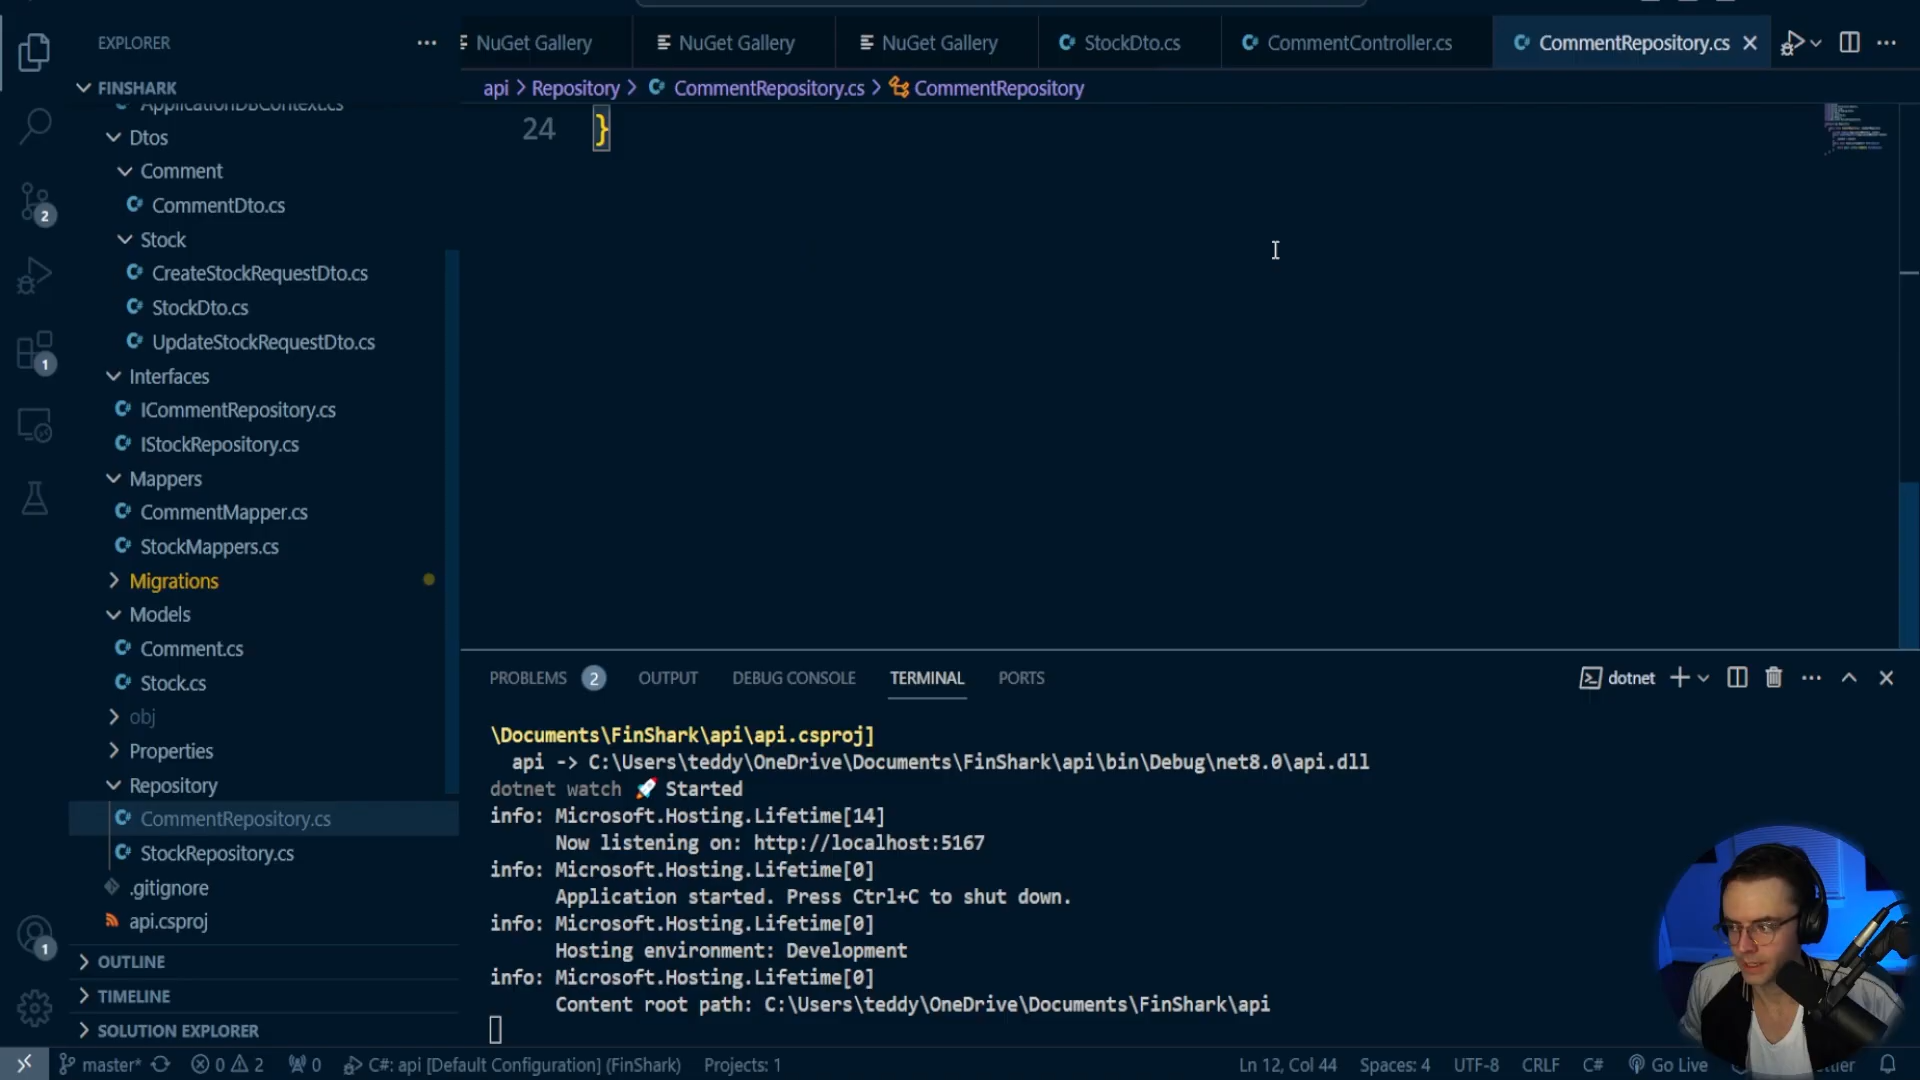 EXPLORER
NuGet Gallery
NuGet Gallery
NuGet Gallery
StockDto.cs
CommentController.cs
CommentRepository.cs
FINSHARK
api > Repository > CommentRepository.cs > CommentRepository
ApplicationDBContext.cs
24 }
Dtos
Comment
CommentDto.cs
Stock
CreateStockRequestDto.cs
StockDto.cs
UpdateStockRequestDto.cs
Interfaces
ICommentRepository.cs
IStockRepository.cs
Mappers
CommentMapper.cs
StockMappers.cs
Migrations
Models
Comment.cs
Stock.cs
obj
Properties
Repository
CommentRepository.cs
StockRepository.cs
.gitignore
api.csproj
OUTLINE
TIMELINE
SOLUTION EXPLORER
2
1
1
PROBLEMS 2 OUTPUT DEBUG CONSOLE TERMINAL PORTS
dotnet
\Documents\FinShark\api\api.csproj]
api -> C:\Users\teddy\OneDrive\Documents\FinShark\api\bin\Debug\net8.0\api.dll
dotnet watch 🚀 Started
info: Microsoft.Hosting.Lifetime[14]
Now listening on: http://localhost:5167
info: Microsoft.Hosting.Lifetime[0]
Application started. Press Ctrl+C to shut down.
info: Microsoft.Hosting.Lifetime[0]
Hosting environment: Development
info: Microsoft.Hosting.Lifetime[0]
Content root path: C:\Users\teddy\OneDrive\Documents\FinShark\api
master* 0 2 0 C#: api [Default Configuration] (FinShark) Projects: 1 Ln 12, Col 44 Spaces: 4 UTF-8 CRLF C# Go Live